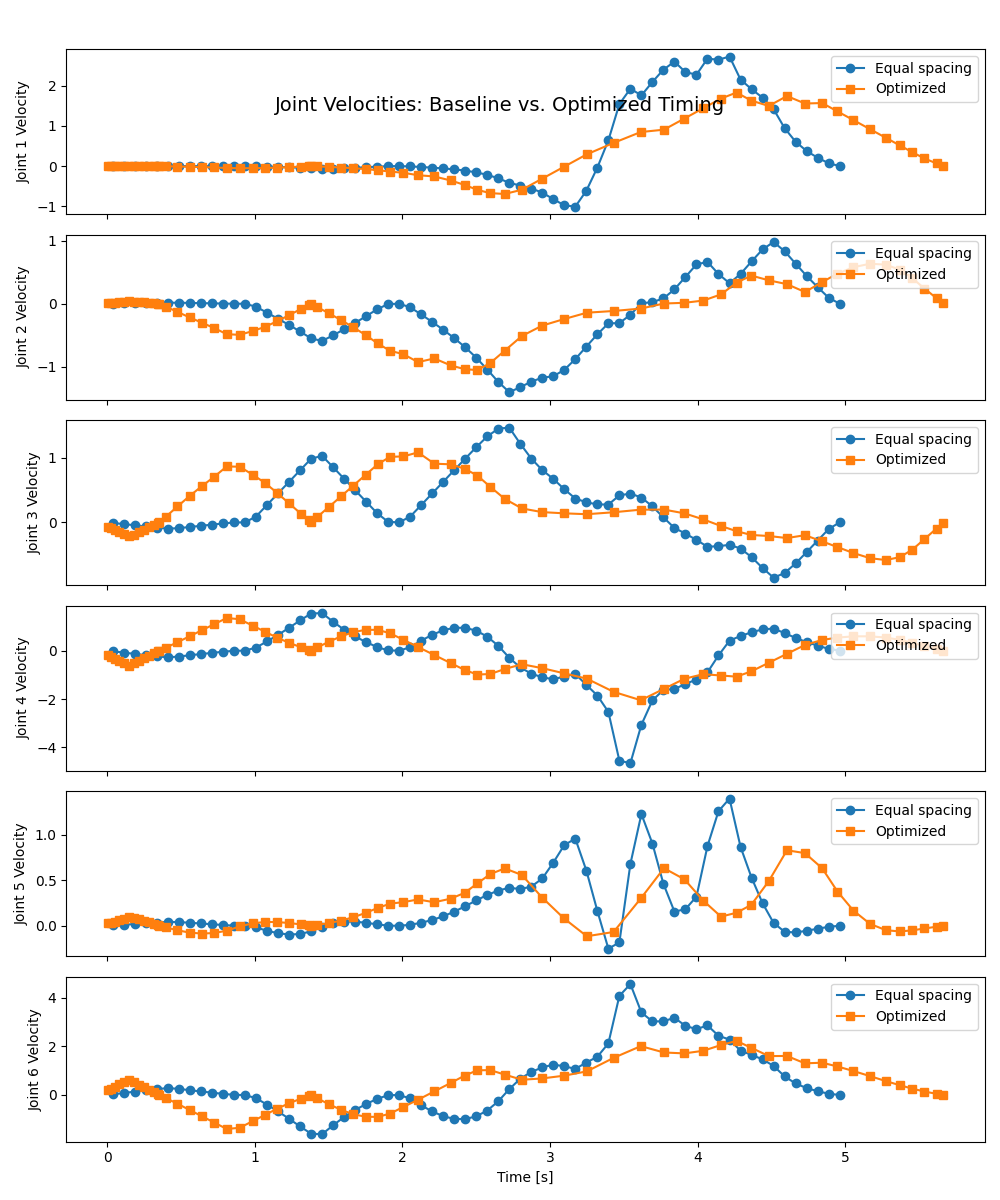 Joint Velocities: Baseline vs. Optimized Timing
Joint 1 Velocity
2
1
0
−1
Equal spacing
Optimized
Joint 2 Velocity
1
0
−1
Equal spacing
Optimized
Joint 3 Velocity
1
0
Equal spacing
Optimized
Joint 4 Velocity
0
−2
−4
Equal spacing
Optimized
Joint 5 Velocity
1.0
0.5
0.0
Equal spacing
Optimized
Joint 6 Velocity
4
2
0
Equal spacing
Optimized
0 1 2 3 4 5
Time [s]